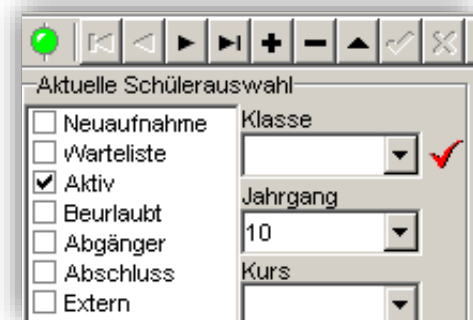 Aktuelle Schülerauswahl
Neuaufnahme
Warteliste
Aktiv
Beurlaubt
Abgänger
Abschluss
Extern
Klasse
Jahrgang
10
Kurs